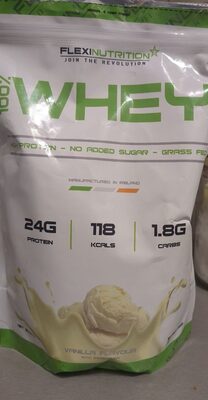 FLEXINUTRITION
JOIN THE REVOLUTION
100%
WHEY
PROTEIN - NO ADDED SUGAR - GRASS FED
MANUFACTURED IN IRELAND
24G | 118 | 1.8G
PROTEIN KCALS CARBS
VANILLA FLAVOUR